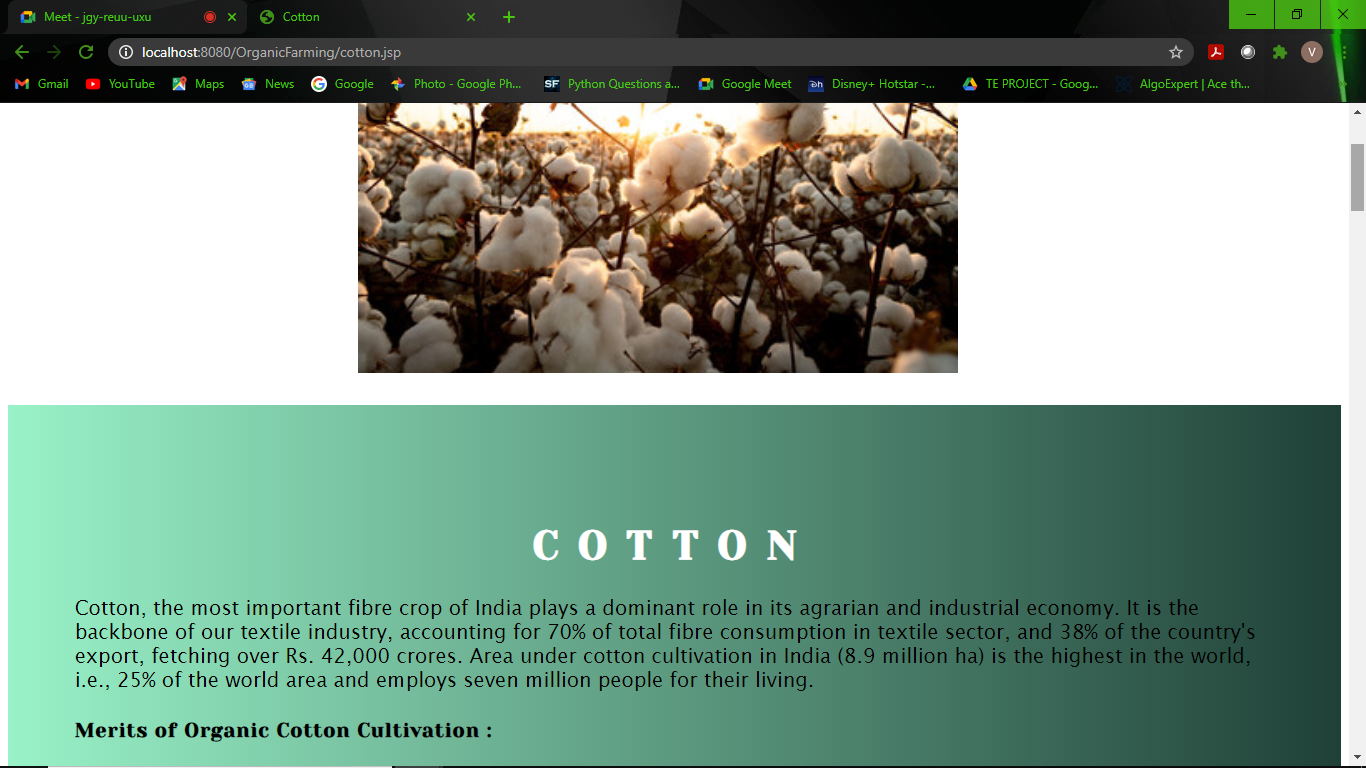 Meet - jgy-reuu-uxu
Cotton
localhost:8080/OrganicFarming/cotton.jsp
V
Gmail YouTube Maps News Google Photo - Google Ph... SF Python Questions a... Google Meet Disney+ Hotstar -... TE PROJECT - Goog... AlgoExpert | Ace th...
COTTON
Cotton, the most important fibre crop of India plays a dominant role in its agrarian and industrial economy. It is the
backbone of our textile industry, accounting for 70% of total fibre consumption in textile sector, and 38% of the country's
export, fetching over Rs. 42,000 crores. Area under cotton cultivation in India (8.9 million ha) is the highest in the world,
i.e., 25% of the world area and employs seven million people for their living.
Merits of Organic Cotton Cultivation :